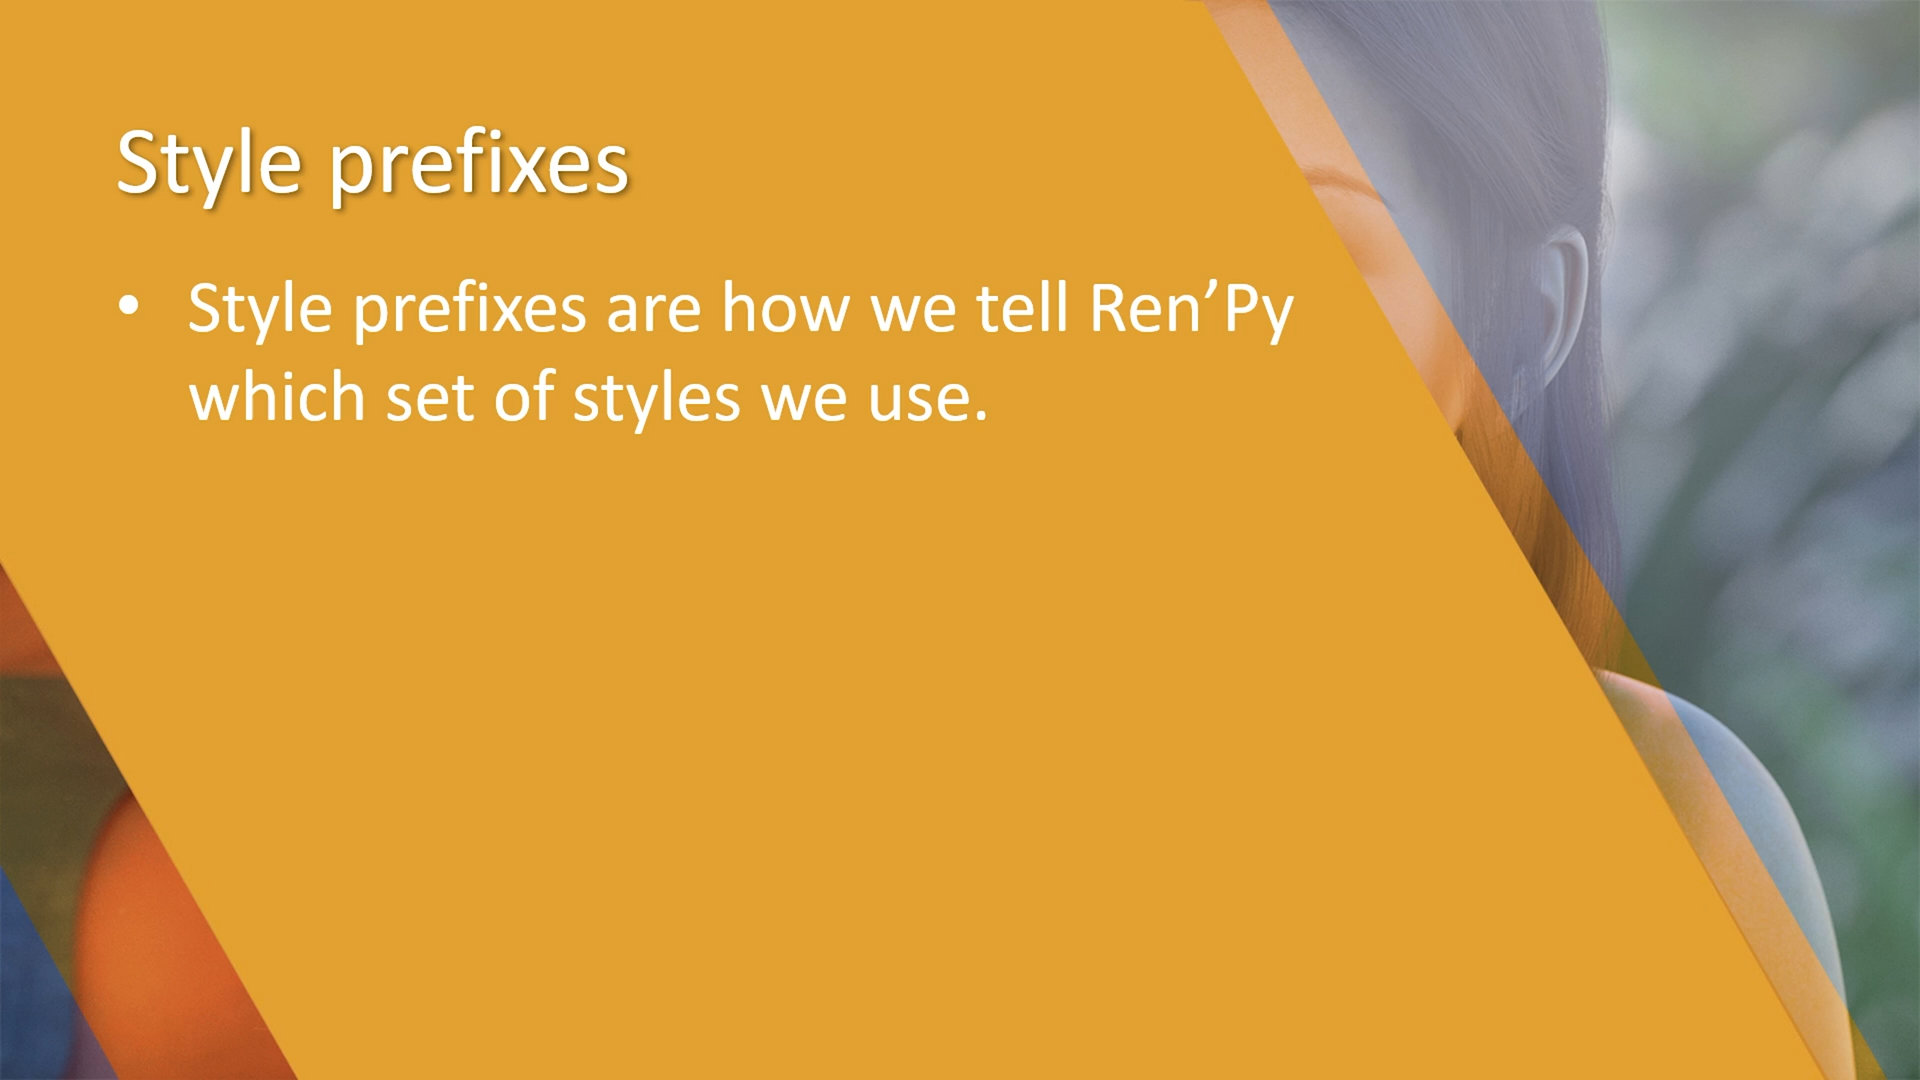 Style prefixes
• Style prefixes are how we tell Ren’Py
which set of styles we use.